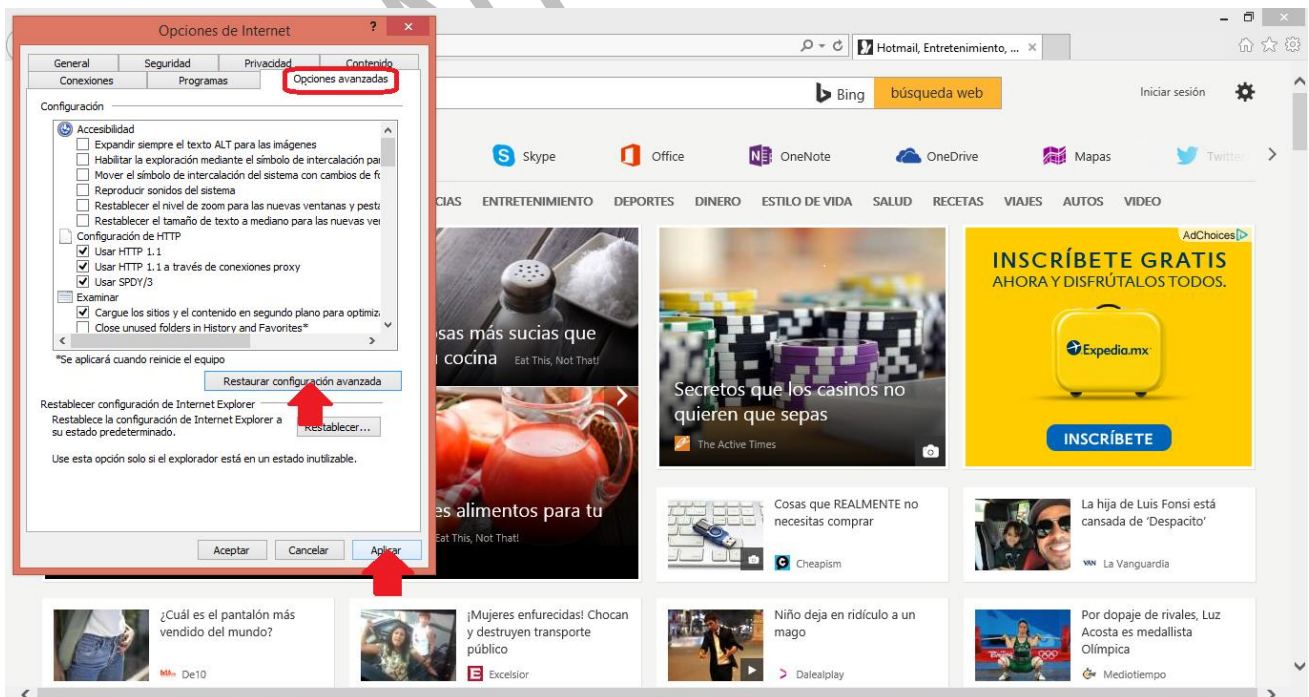 Opciones de Internet
?
×
General Seguridad Privacidad Contenido
Conexiones Programas Opciones avanzadas
Configuración
Accesibilidad
Expandir siempre el texto ALT para las imágenes
Habilitar la exploración mediante el símbolo de intercalación
Mover el símbolo de intercalación del sistema con cambios de
Reproducir sonidos del sistema
Restablecer el nivel de zoom para las nuevas ventanas y
Restablecer el tamaño de texto a mediano para las nuevas
Configuración de HTTP
Usar HTTP 1.1
Usar HTTP 1.1 a través de conexiones proxy
Usar SPDY/3
Examinar
Cargue los sitios y el contenido en segundo plano para
Close unused folders in History and Favorites*
*Se aplicará cuando reinicie el equipo
Restaurar configuración avanzada
Restablecer configuración de Internet Explorer
Restablece la configuración de Internet Explorer a
su estado predeterminado.
Restablecer...
Use esta opción solo si el explorador está en un estado inutilizable.
Aceptar Cancelar Aplicar
Hotmail, Entretenimiento, ... ×
Bing búsqueda web
Iniciar sesión
Skype Office OneNote OneDrive Mapas Twitter
ENTRETENIMIENTO DEPORTES DINERO ESTILO DE VIDA SALUD RECETAS VIAJES AUTOS VIDEO
más sucias que
cocina Eat This, Not That!
alimentos para tu
Eat This, Not That!
Secretos que los casinos no
quieren que sepas
The Active Times
AdChoices
INSCRÍBETE GRATIS
AHORA Y DISFRÚTALOS TODOS.
Expedia.mx
INSCRÍBETE
Cosas que REALMENTE no
necesitas comprar
Cheapism
La hija de Luis Fonsi está
cansada de 'Despacito'
VAN La Vanguardia
¿Cuál es el pantalón más
vendido del mundo?
De10
¡Mujeres enfurecidas! Chocan
y destruyen transporte
público
E Excelsior
Niño deja en ridículo a un
mago
Dalealplay
Por dopaje de rivales, Luz
Acosta es medallista
Olímpica
Mediotiempo